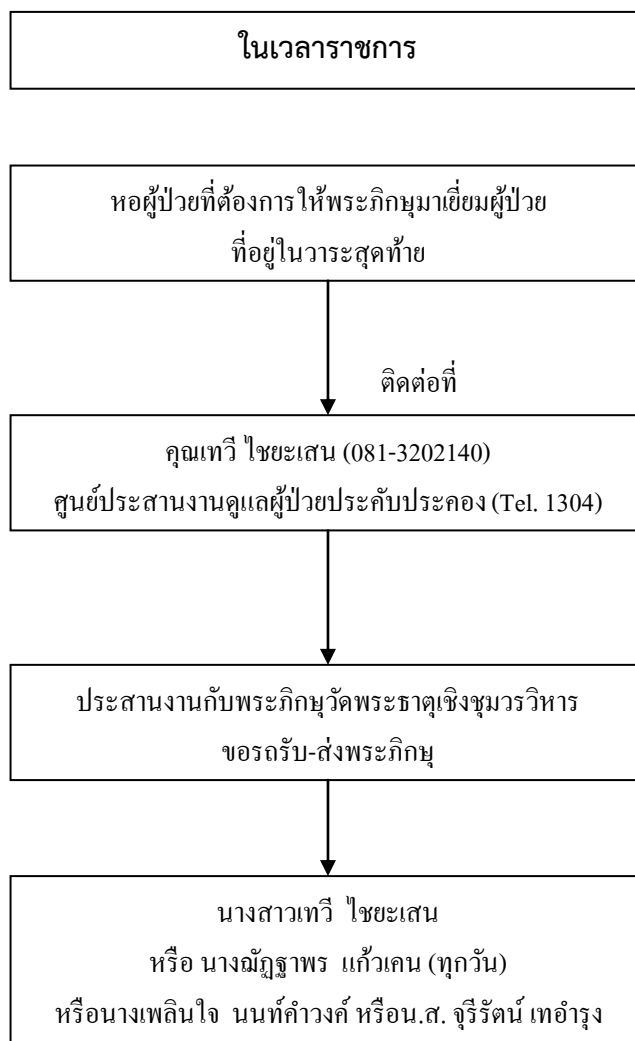 ในเวลาราชการ
หอผู้ป่วยที่ต้องการให้พระภิกษุมาเยี่ยมผู้ป่วย
ที่อยู่ในวาระสุดท้าย
ติดต่อที่
คุณเทวี ไชยะเสน (081-3202140)
ศูนย์ประสานงานดูแลผู้ป่วยประคับประคอง (Tel. 1304)
ประสานงานกับพระภิกษุวัดพระธาตุเชิงชุมวรวิหาร
ขอรถรับ-ส่งพระภิกษุ
นางสาวเทวี ไชยะเสน
หรือ นางฌัฏฐาพร แก้วเคน (ทุกวัน)
หรือนางเพลินใจ นนท์คำวงค์ หรือน.ส. จุรีรัตน์ เทอำรุง